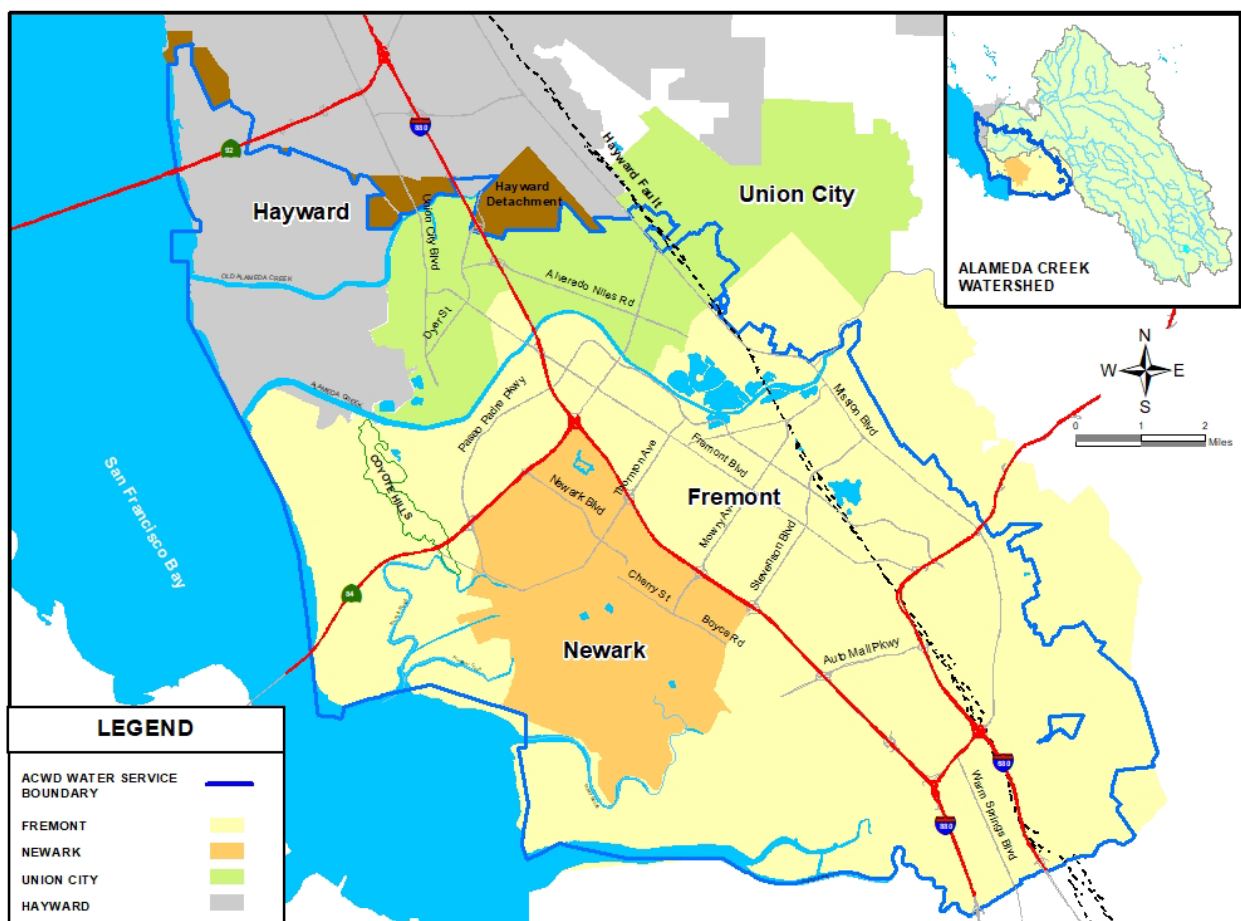 92
880
Hayward Fault
Union City
Hayward
Detachment
Hayward
Union City Blvd
OLD ALAMEDA CREEK
Alveredo Niles Rd
Dyer St
ALAMEDA CREEK
Paseo Padre Pkwy
Mission Blvd
COYOTE HILLS
Thornton Ave
Fremont Blvd
Newark Blvd
Fremont
Mowry Ave
Stevenson Blvd
San Francisco Bay
84
Cherry St
Boyce Rd
Newark
Auto Mall Pkwy
680
880
Warm Springs Blvd
ALAMEDA CREEK
WATERSHED
N
W
E
S
0
1
2
Miles
LEGEND
ACWD WATER SERVICE
BOUNDARY
FREMONT
NEWARK
UNION CITY
HAYWARD